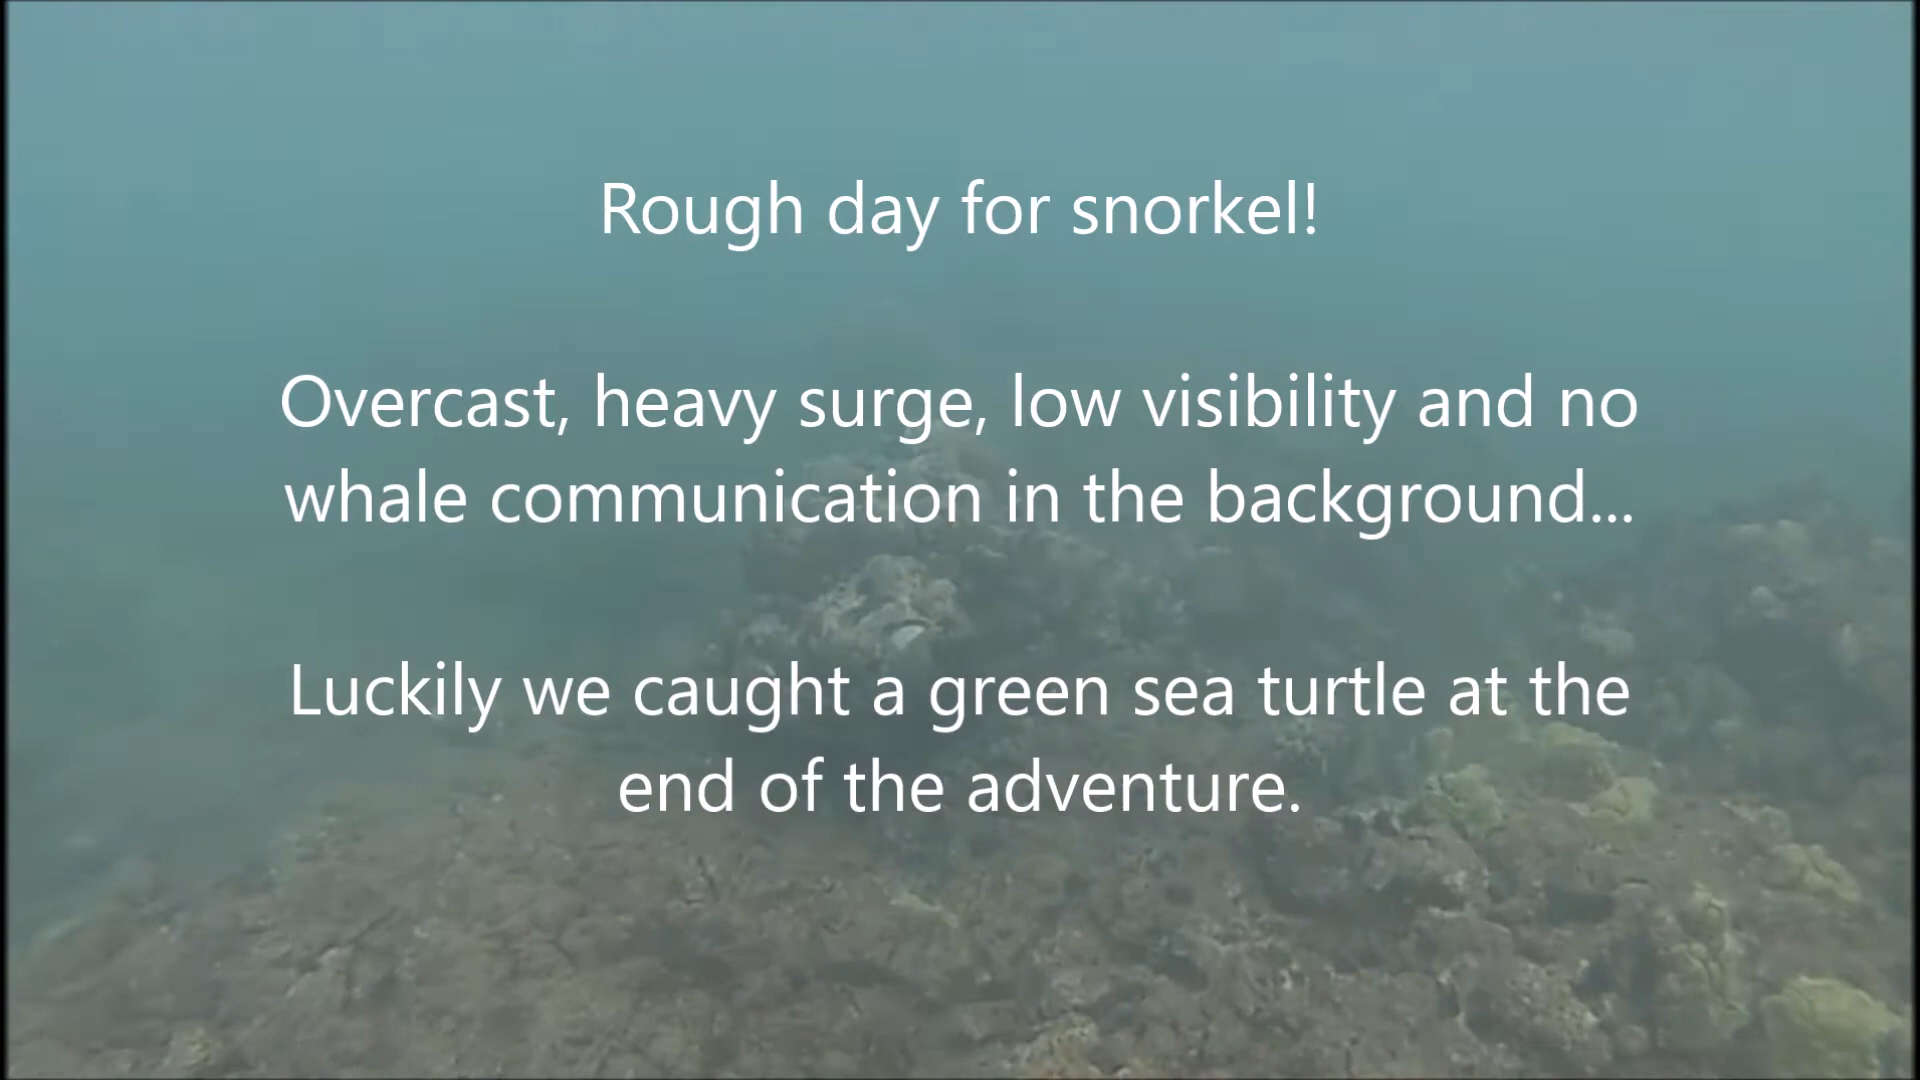 Rough day for snorkel!
Overcast, heavy surge, low visibility and no
whale communication in the background...
Luckily we caught a green sea turtle at the
end of the adventure.